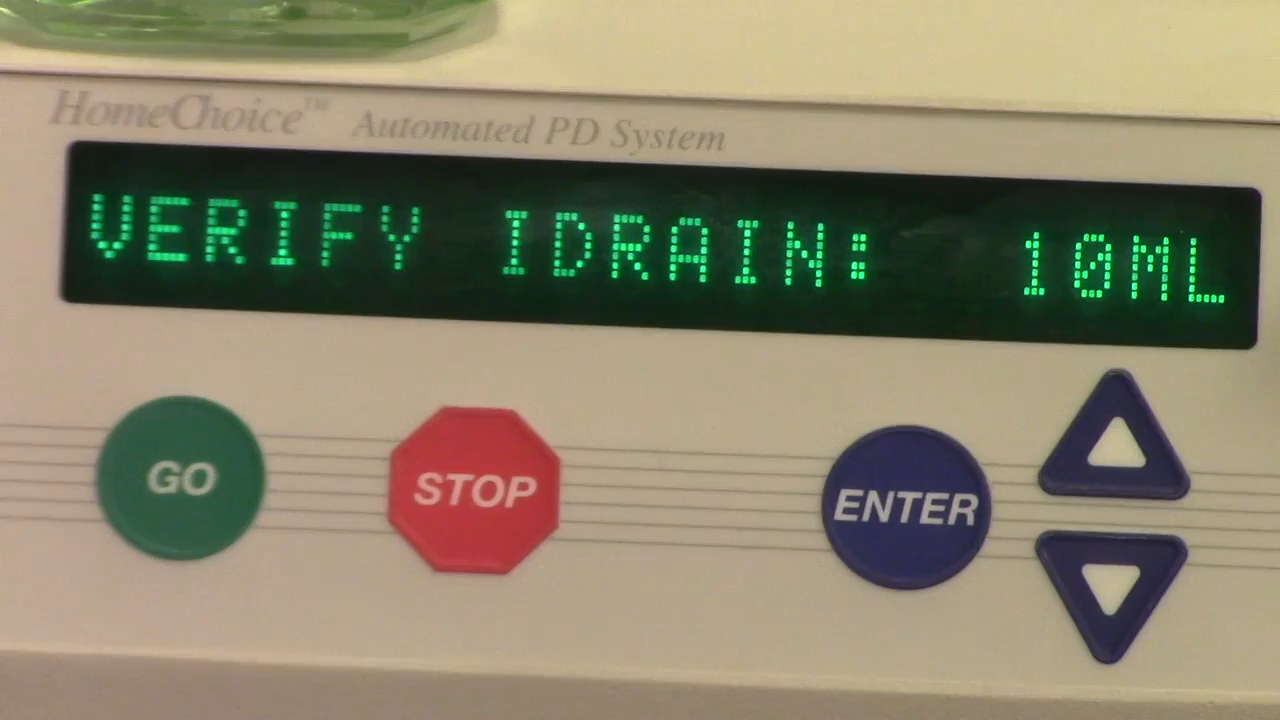 HomeChoice™ Automated PD System
VERIFY IDRAIN: 10ML
GO STOP ENTER